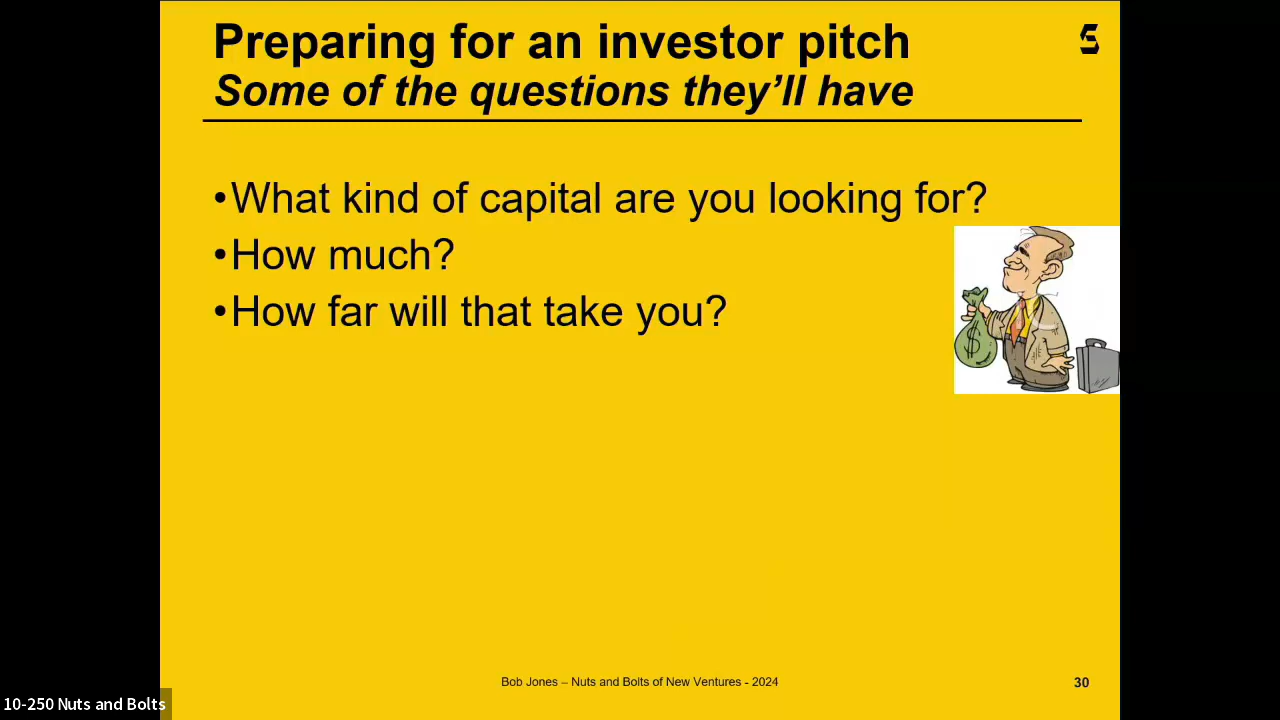 Preparing for an investor pitch
Some of the questions they’ll have
•What kind of capital are you looking for?
•How much?
•How far will that take you?
$
Bob Jones – Nuts and Bolts of New Ventures - 2024
30
10-250 Nuts and Bolts